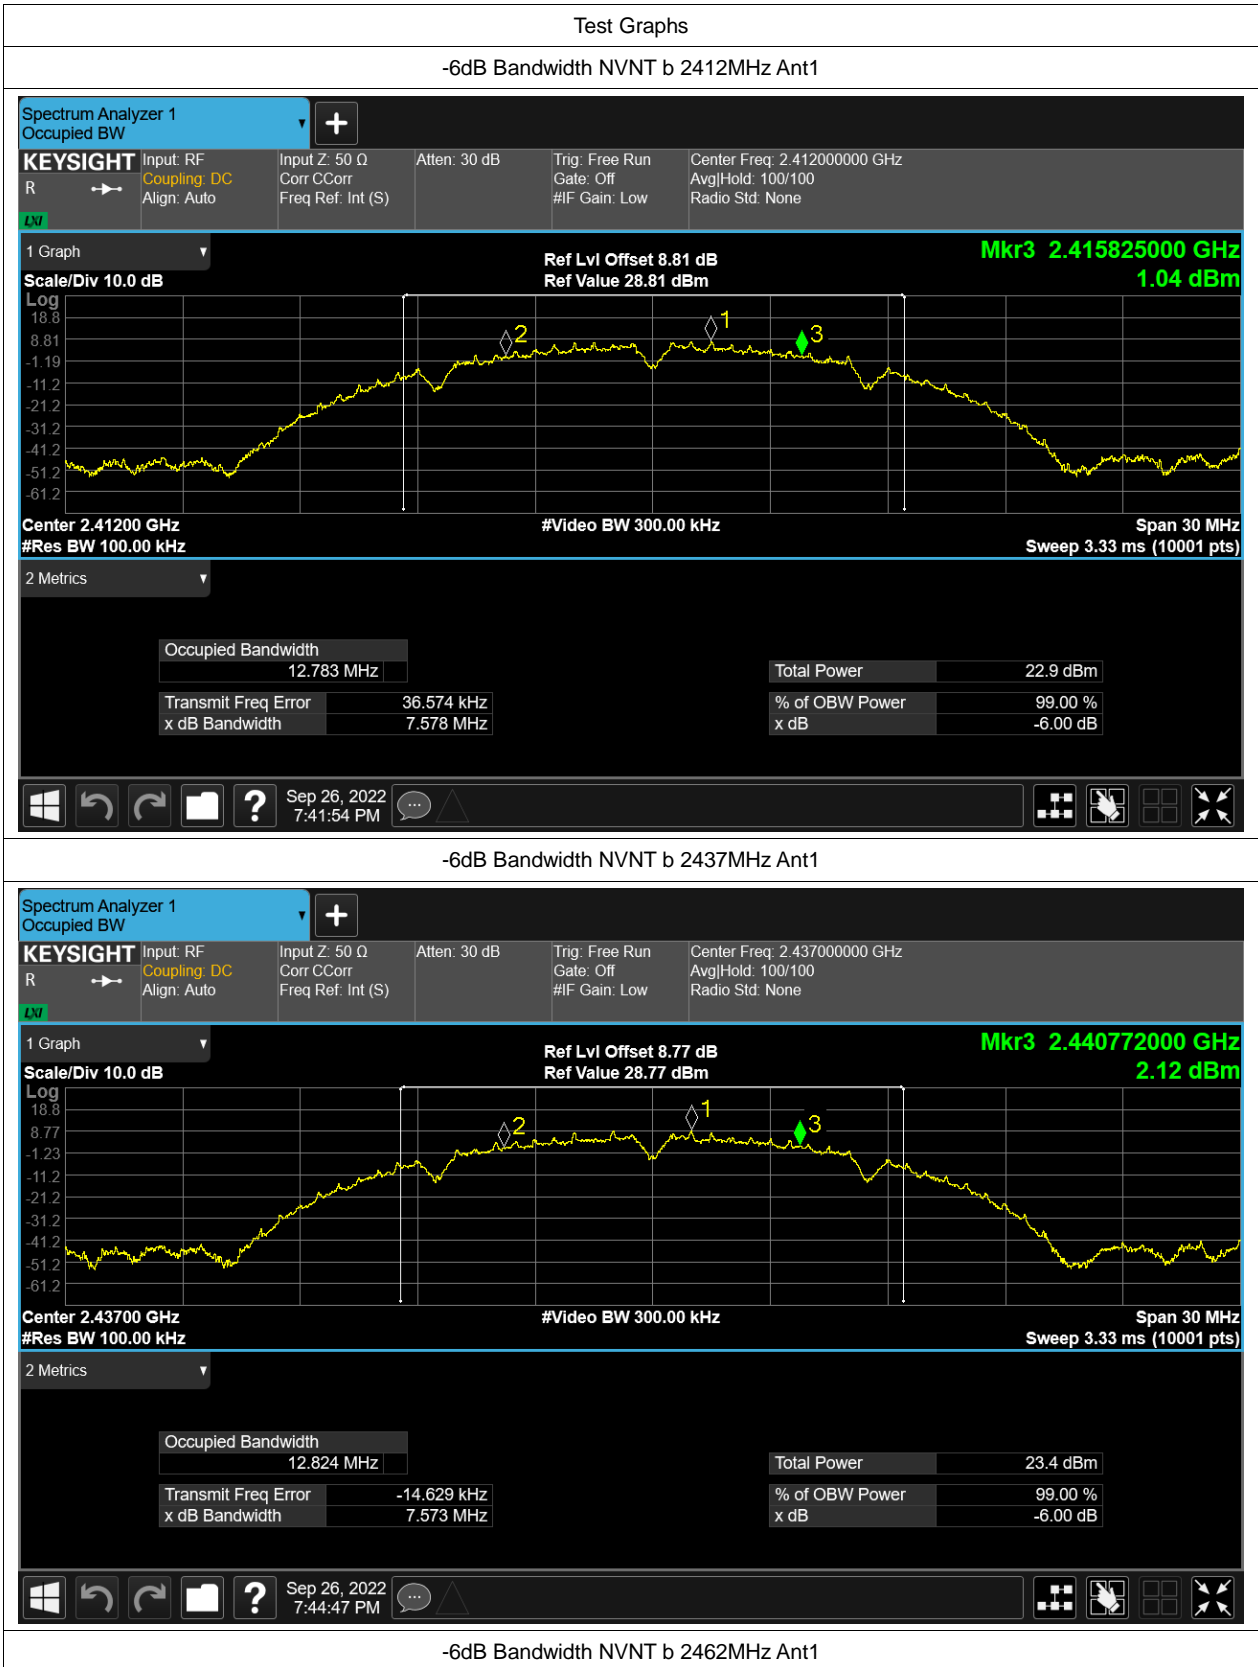 Test Graphs
-6dB Bandwidth NVNT b 2412MHz Ant1
Spectrum Analyzer 1
Occupied BW
KEYSIGHT
R
LXI
Input: RF
Coupling: DC
Align: Auto
Input Z: 50 Ω
Corr CCorr
Freq Ref: Int (S)
Atten: 30 dB
Trig: Free Run
Gate: Off
#IF Gain: Low
Center Freq: 2.412000000 GHz
Avg|Hold: 100/100
Radio Std: None
1 Graph
Scale/Div 10.0 dB
Ref Lvl Offset 8.81 dB
Ref Value 28.81 dBm
Mkr3 2.415825000 GHz
1.04 dBm
Log
18.8
8.81
-1.19
-11.2
-21.2
-31.2
-41.2
-51.2
-61.2
2
1
3
Center 2.41200 GHz
#Res BW 100.00 kHz
#Video BW 300.00 kHz
Span 30 MHz
Sweep 3.33 ms (10001 pts)
2 Metrics
Occupied Bandwidth
12.783 MHz
Total Power 22.9 dBm
Transmit Freq Error 36.574 kHz
x dB Bandwidth 7.578 MHz
% of OBW Power 99.00 %
x dB -6.00 dB
?
Sep 26, 2022
7:41:54 PM
-6dB Bandwidth NVNT b 2437MHz Ant1
Spectrum Analyzer 1
Occupied BW
KEYSIGHT
R
LXI
Input: RF
Coupling: DC
Align: Auto
Input Z: 50 Ω
Corr CCorr
Freq Ref: Int (S)
Atten: 30 dB
Trig: Free Run
Gate: Off
#IF Gain: Low
Center Freq: 2.437000000 GHz
Avg|Hold: 100/100
Radio Std: None
1 Graph
Scale/Div 10.0 dB
Ref Lvl Offset 8.77 dB
Ref Value 28.77 dBm
Mkr3 2.440772000 GHz
2.12 dBm
Log
18.8
8.77
-1.23
-11.2
-21.2
-31.2
-41.2
-51.2
-61.2
2
1
3
Center 2.43700 GHz
#Res BW 100.00 kHz
#Video BW 300.00 kHz
Span 30 MHz
Sweep 3.33 ms (10001 pts)
2 Metrics
Occupied Bandwidth
12.824 MHz
Total Power 23.4 dBm
Transmit Freq Error -14.629 kHz
x dB Bandwidth 7.573 MHz
% of OBW Power 99.00 %
x dB -6.00 dB
?
Sep 26, 2022
7:44:47 PM
-6dB Bandwidth NVNT b 2462MHz Ant1